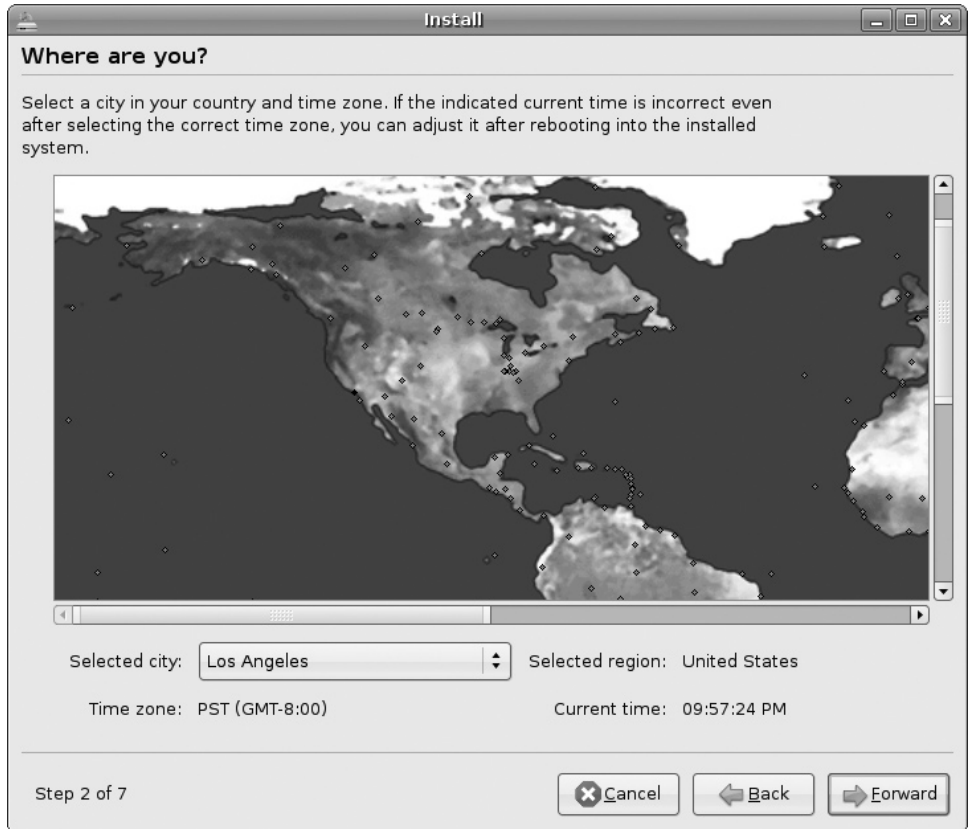 Install
Where are you?
Select a city in your country and time zone. If the indicated current time is incorrect even
after selecting the correct time zone, you can adjust it after rebooting into the installed
system.
Selected city: Los Angeles Selected region: United States
Time zone: PST (GMT-8:00) Current time: 09:57:24 PM
Step 2 of 7 Cancel Back Forward